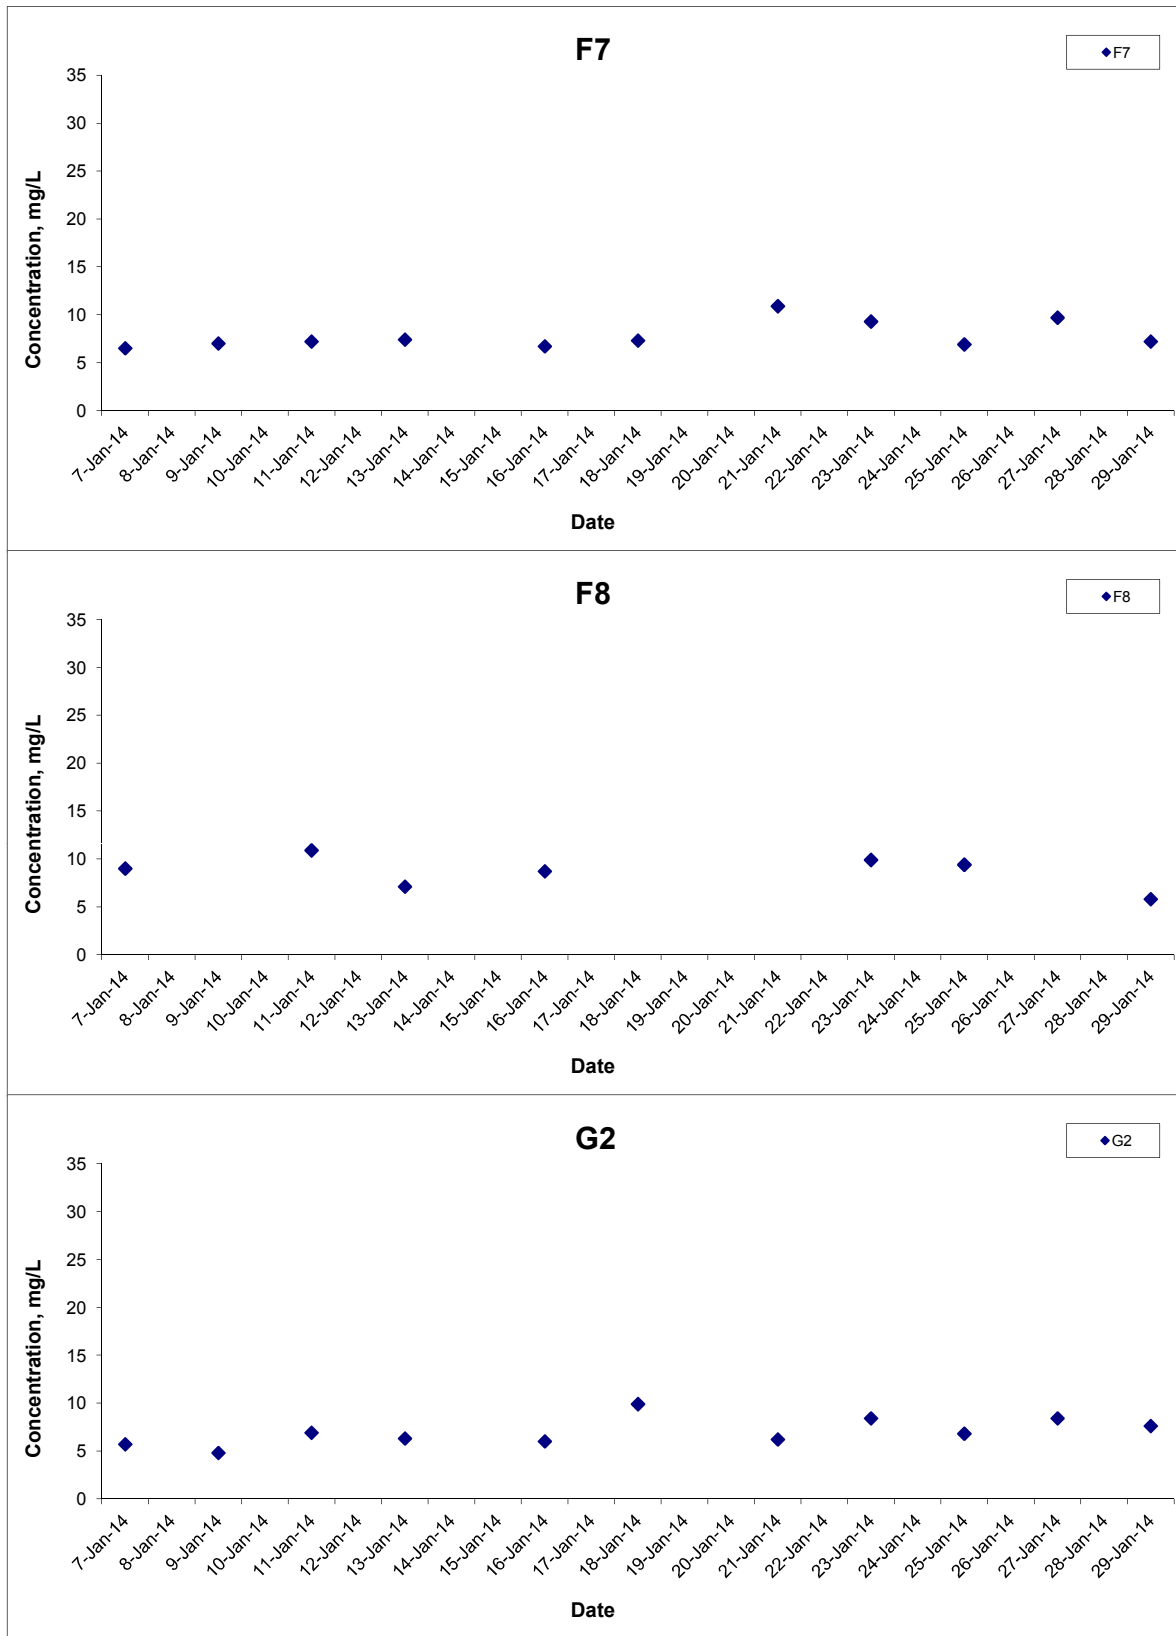 F7
F7
35
30
25
20
15
10
5
0
Concentration, mg/L
7-Jan-14
8-Jan-14
9-Jan-14
10-Jan-14
11-Jan-14
12-Jan-14
13-Jan-14
14-Jan-14
15-Jan-14
16-Jan-14
17-Jan-14
18-Jan-14
19-Jan-14
20-Jan-14
21-Jan-14
22-Jan-14
23-Jan-14
24-Jan-14
25-Jan-14
26-Jan-14
27-Jan-14
28-Jan-14
29-Jan-14
Date
F8
F8
35
30
25
20
15
10
5
0
Concentration, mg/L
7-Jan-14
8-Jan-14
9-Jan-14
10-Jan-14
11-Jan-14
12-Jan-14
13-Jan-14
14-Jan-14
15-Jan-14
16-Jan-14
17-Jan-14
18-Jan-14
19-Jan-14
20-Jan-14
21-Jan-14
22-Jan-14
23-Jan-14
24-Jan-14
25-Jan-14
26-Jan-14
27-Jan-14
28-Jan-14
29-Jan-14
Date
G2
G2
35
30
25
20
15
10
5
0
Concentration, mg/L
7-Jan-14
8-Jan-14
9-Jan-14
10-Jan-14
11-Jan-14
12-Jan-14
13-Jan-14
14-Jan-14
15-Jan-14
16-Jan-14
17-Jan-14
18-Jan-14
19-Jan-14
20-Jan-14
21-Jan-14
22-Jan-14
23-Jan-14
24-Jan-14
25-Jan-14
26-Jan-14
27-Jan-14
28-Jan-14
29-Jan-14
Date